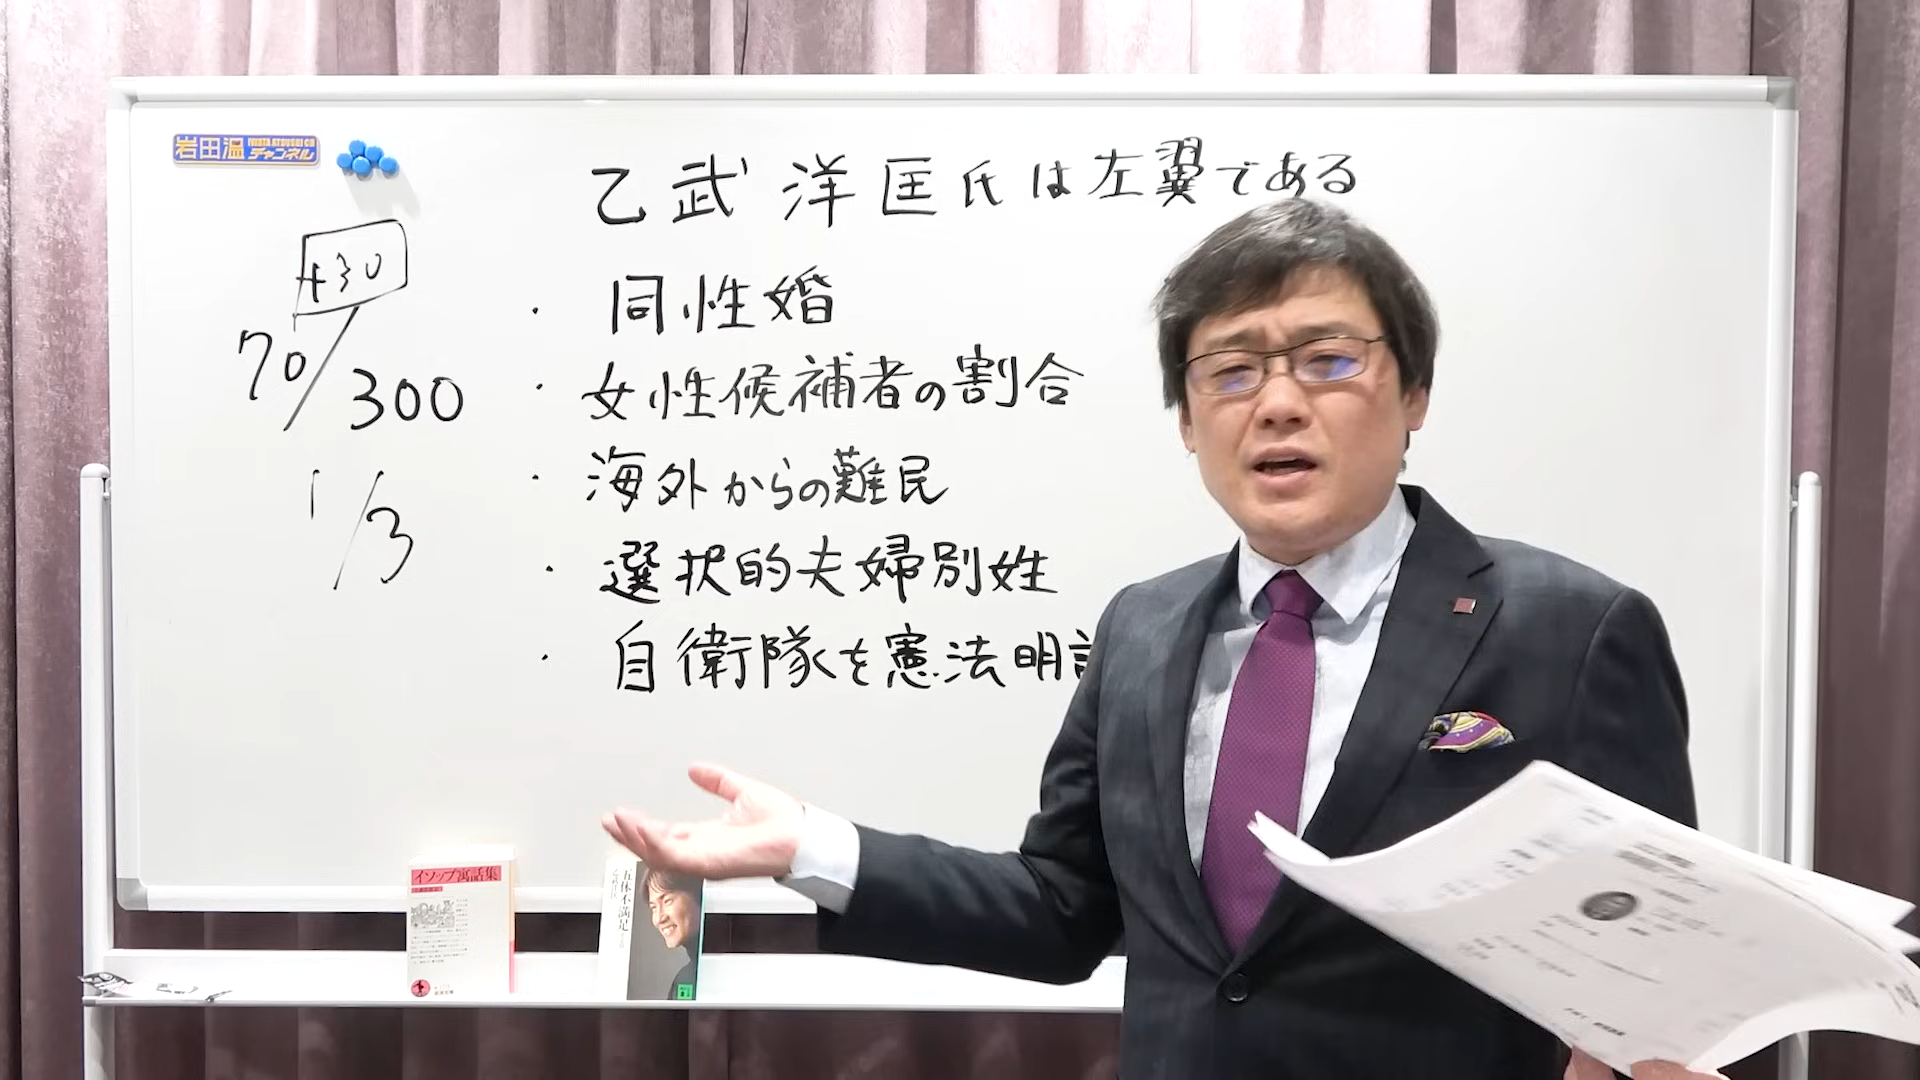 岩田温
チャンネル
乙武洋匡氏は左翼である
+30
70/300
1/3
・同性婚
・女性候補者の割合
・海外からの難民
・選択的夫婦別姓
・自衛隊を憲法明
イソップ寓話集
五体不満足